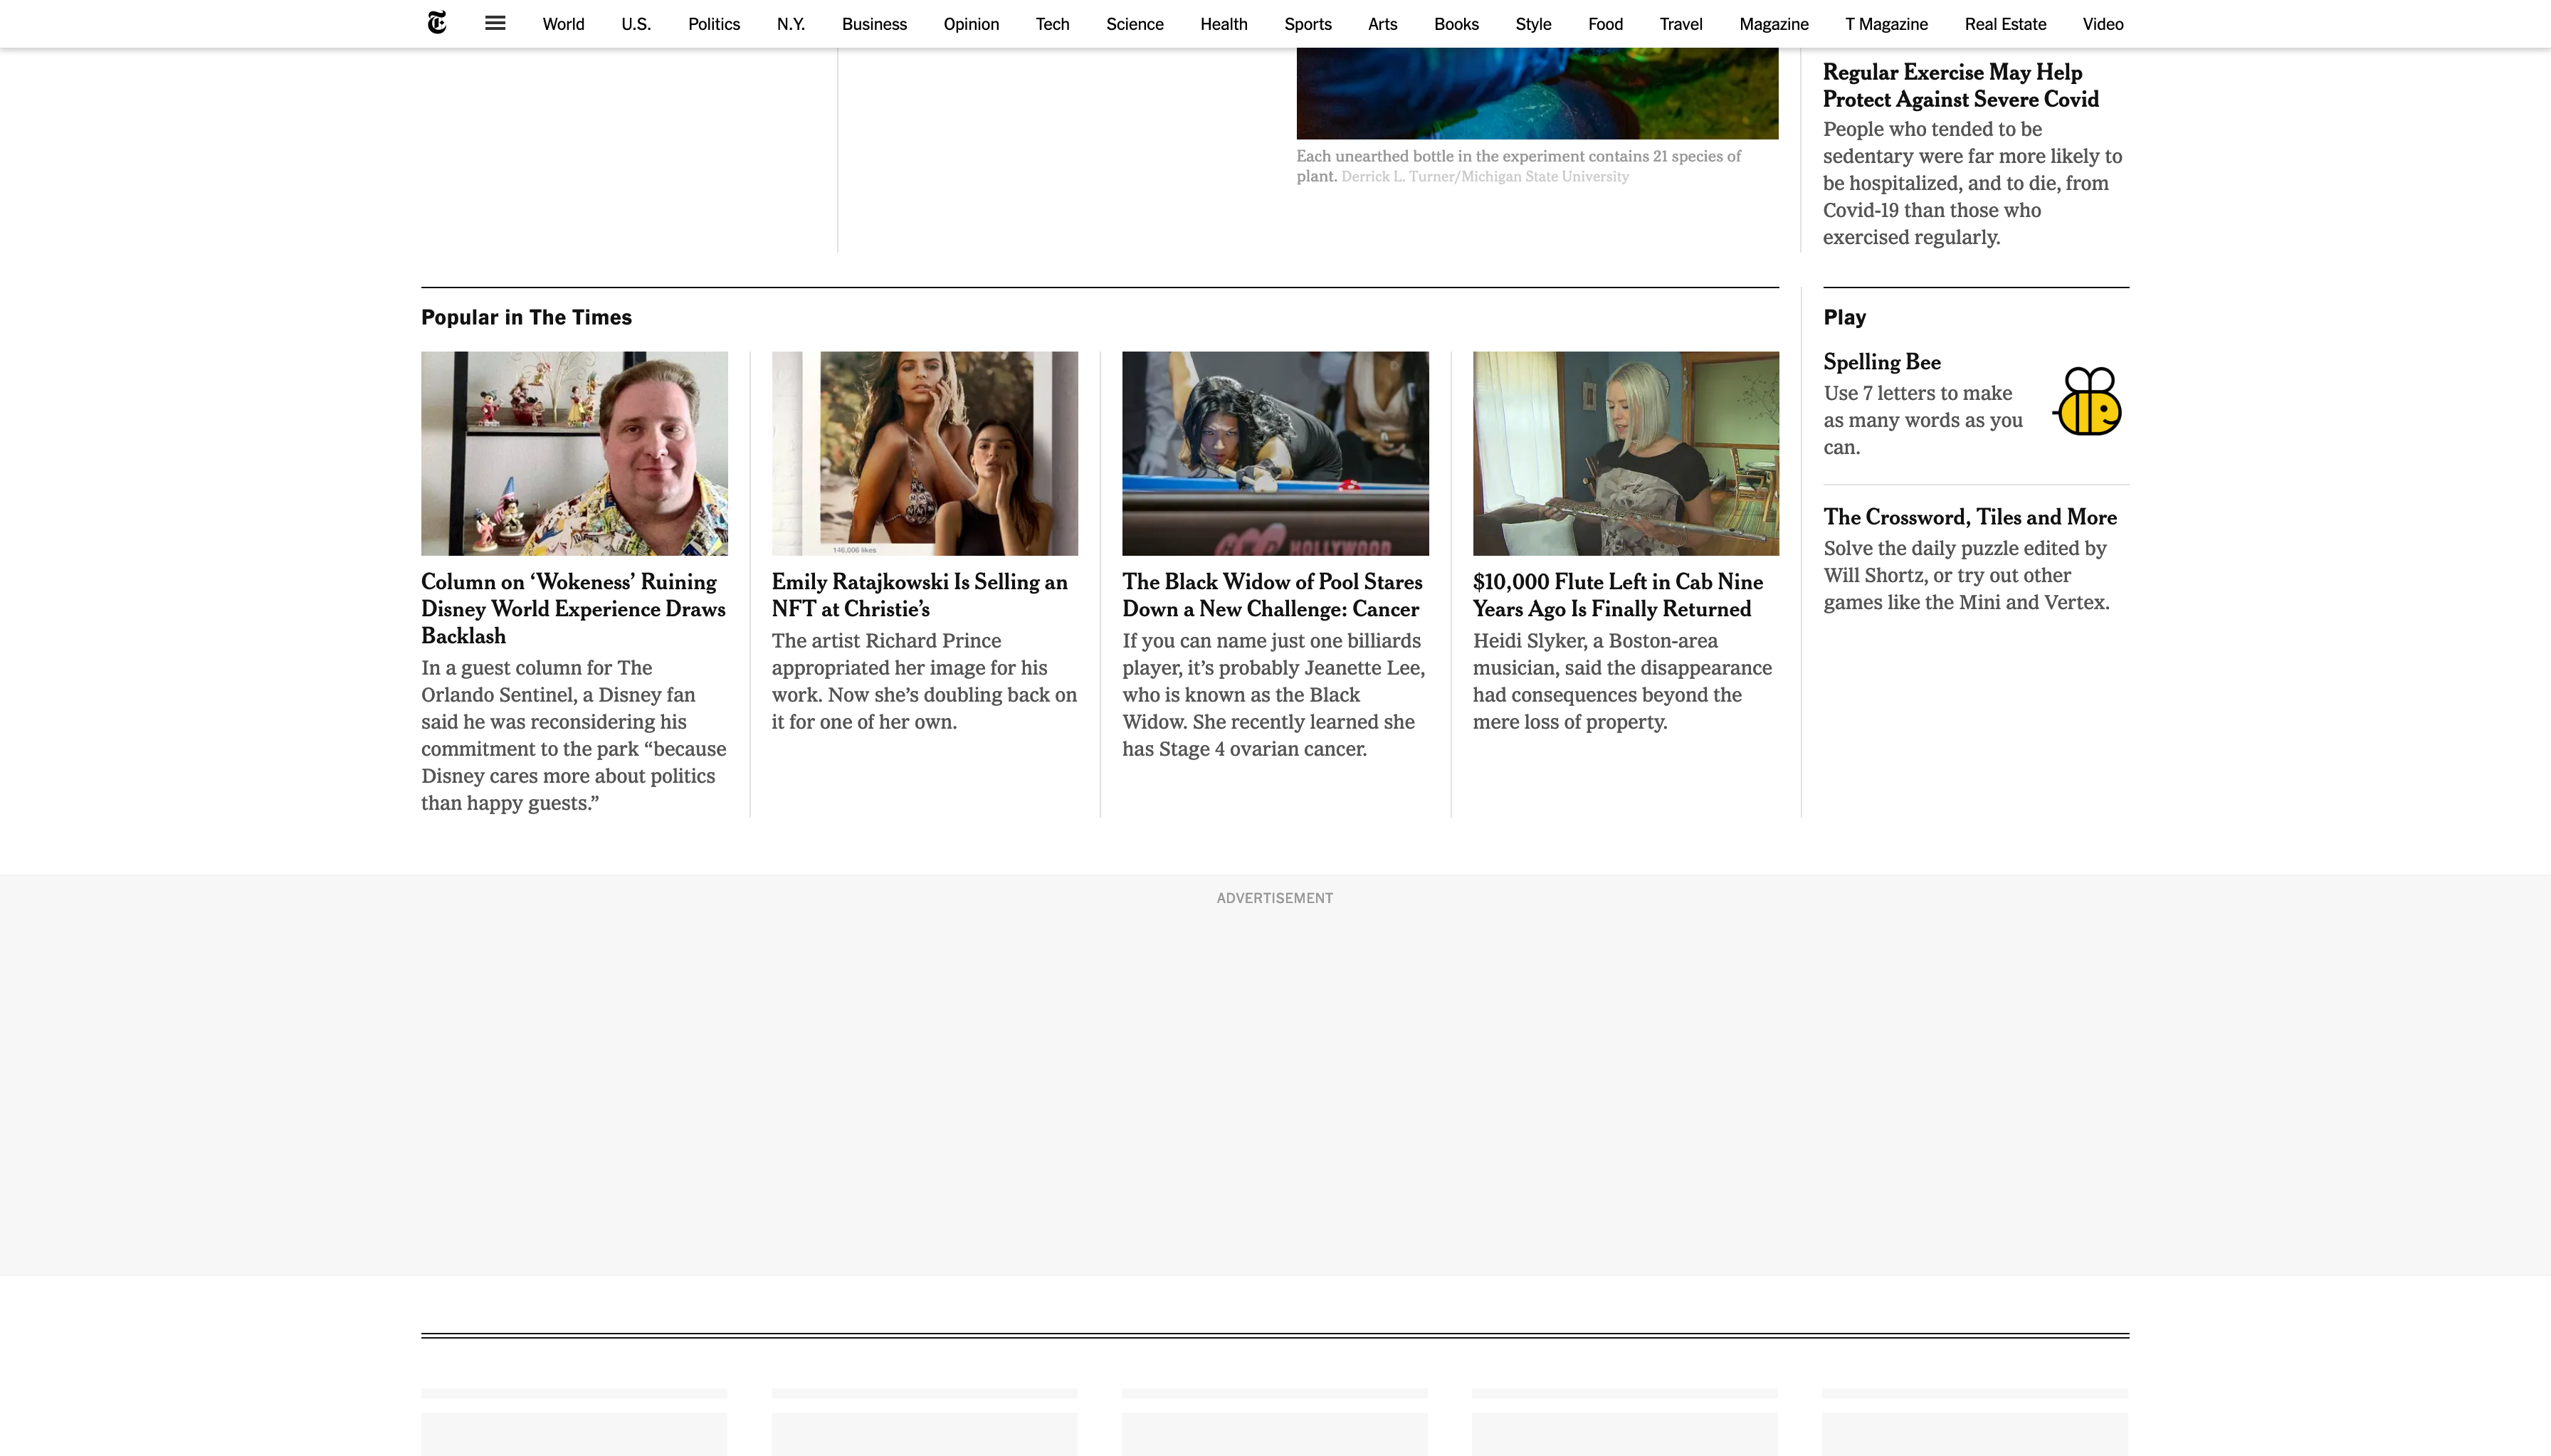 World U.S. Politics N.Y. Business Opinion Tech Science Health Sports Arts Books Style Food Travel Magazine T Magazine Real Estate Video
Each unearthed bottle in the experiment contains 21 species of
plant. Derrick L. Turner/Michigan State University
Regular Exercise May Help
Protect Against Severe Covid
People who tended to be
sedentary were far more likely to
be hospitalized, and to die, from
Covid-19 than those who
exercised regularly.
Popular in The Times
Column on ‘Wokeness’ Ruining
Disney World Experience Draws
Backlash
In a guest column for The
Orlando Sentinel, a Disney fan
said he was reconsidering his
commitment to the park “because
Disney cares more about politics
than happy guests.”
146,006 likes
Emily Ratajkowski Is Selling an
NFT at Christie’s
The artist Richard Prince
appropriated her image for his
work. Now she’s doubling back on
it for one of her own.
HOLLYWOOD
The Black Widow of Pool Stares
Down a New Challenge: Cancer
If you can name just one billiards
player, it’s probably Jeanette Lee,
who is known as the Black
Widow. She recently learned she
has Stage 4 ovarian cancer.
$10,000 Flute Left in Cab Nine
Years Ago Is Finally Returned
Heidi Slyker, a Boston-area
musician, said the disappearance
had consequences beyond the
mere loss of property.
Play
Spelling Bee
Use 7 letters to make
as many words as you
can.
The Crossword, Tiles and More
Solve the daily puzzle edited by
Will Shortz, or try out other
games like the Mini and Vertex.
ADVERTISEMENT